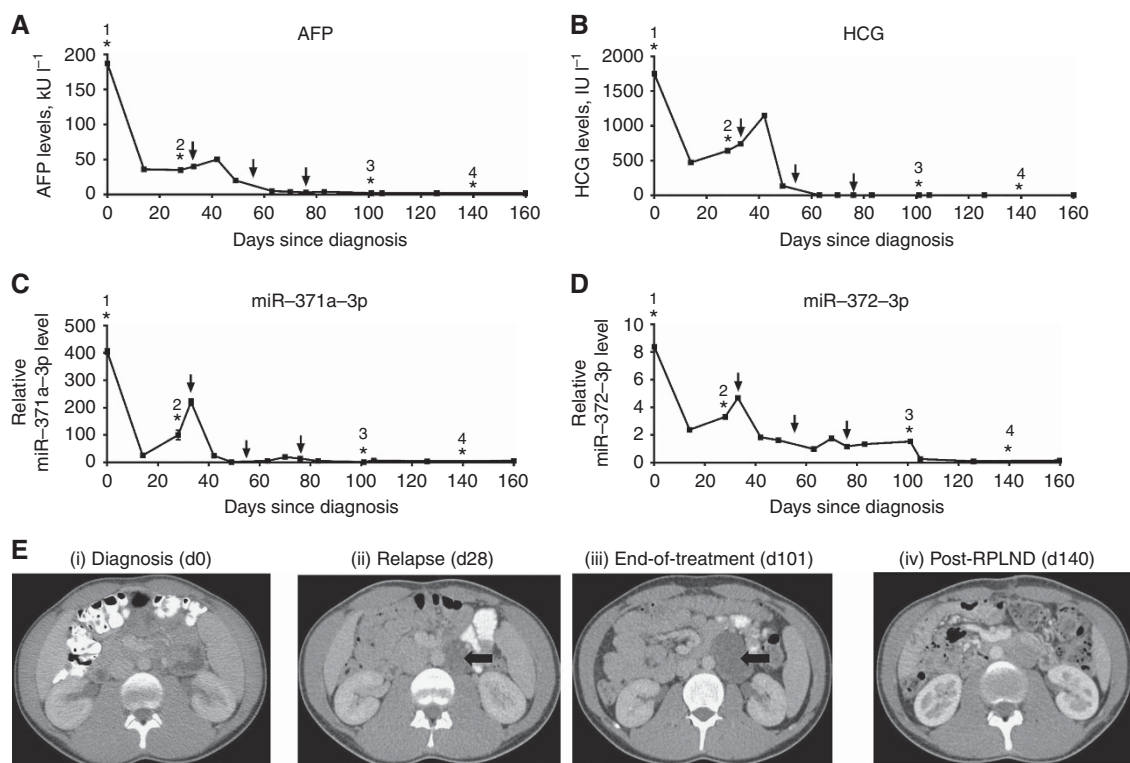 A
AFP
1
*
AFP levels, kU l⁻¹
200
150
100
50
0
2
*
3
*
4
*
0 20 40 60 80 100 120 140 160
Days since diagnosis
B
HCG
1
*
HCG levels, IU l⁻¹
2000
1500
1000
500
0
2
*
3
*
4
*
0 20 40 60 80 100 120 140 160
Days since diagnosis
C
miR–371a–3p
1
*
Relative
miR–371a–3p level
500
400
300
200
100
0
2
*
3
*
4
*
0 20 40 60 80 100 120 140 160
Days since diagnosis
D
miR–372–3p
1
*
Relative
miR–372–3p level
10
8
6
4
2
0
2
*
3
*
4
*
0 20 40 60 80 100 120 140 160
Days since diagnosis
E
(i) Diagnosis (d0)
(ii) Relapse (d28)
(iii) End-of-treatment (d101)
(iv) Post-RPLND (d140)